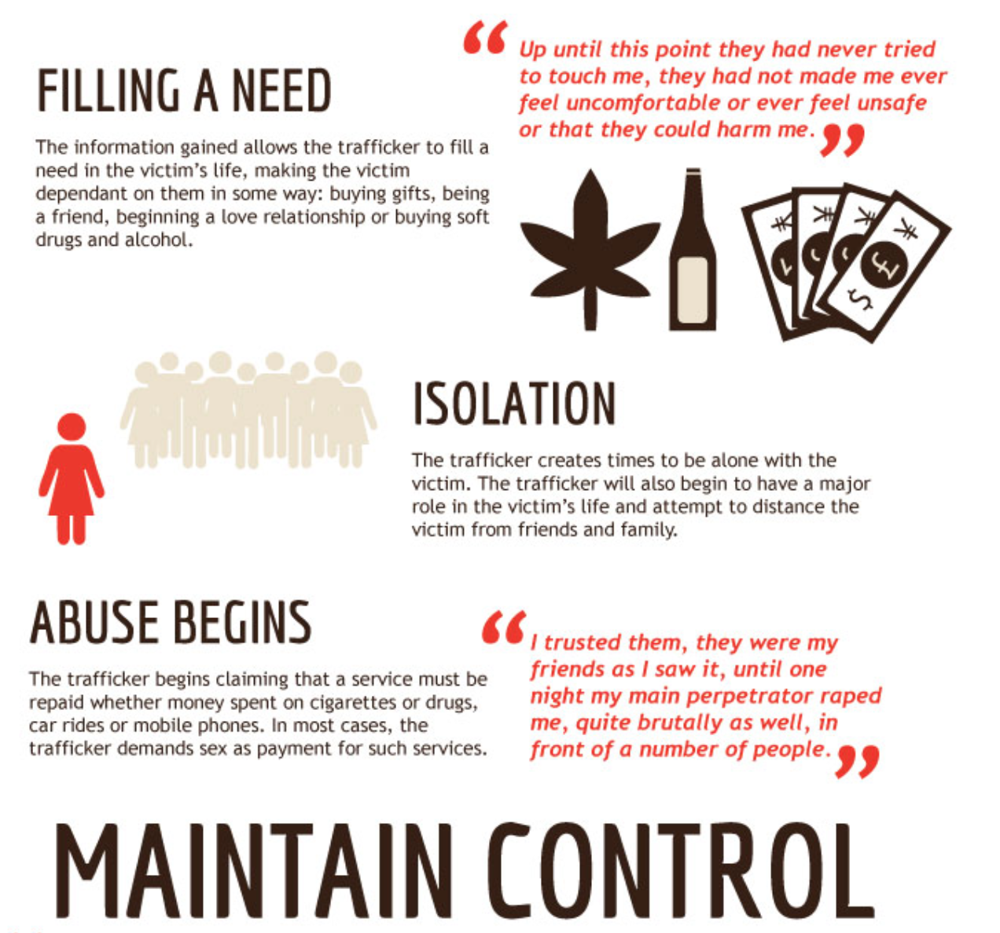 FILLING A NEED
The information gained allows the trafficker to fill a
need in the victim's life, making the victim
dependant on them in some way: buying gifts, being
a friend, beginning a love relationship or buying soft
drugs and alcohol.
“Up until this point they had never tried
to touch me, they had not made me ever
feel uncomfortable or ever feel unsafe
or that they could harm me.”
¥
¥
¥
¥
£
$
ISOLATION
The trafficker creates times to be alone with the
victim. The trafficker will also begin to have a major
role in the victim's life and attempt to distance the
victim from friends and family.
ABUSE BEGINS
The trafficker begins claiming that a service must be
repaid whether money spent on cigarettes or drugs,
car rides or mobile phones. In most cases, the
trafficker demands sex as payment for such services.
“I trusted them, they were my
friends as I saw it, until one
night my main perpetrator raped
me, quite brutally as well, in
front of a number of people.”
MAINTAIN CONTROL